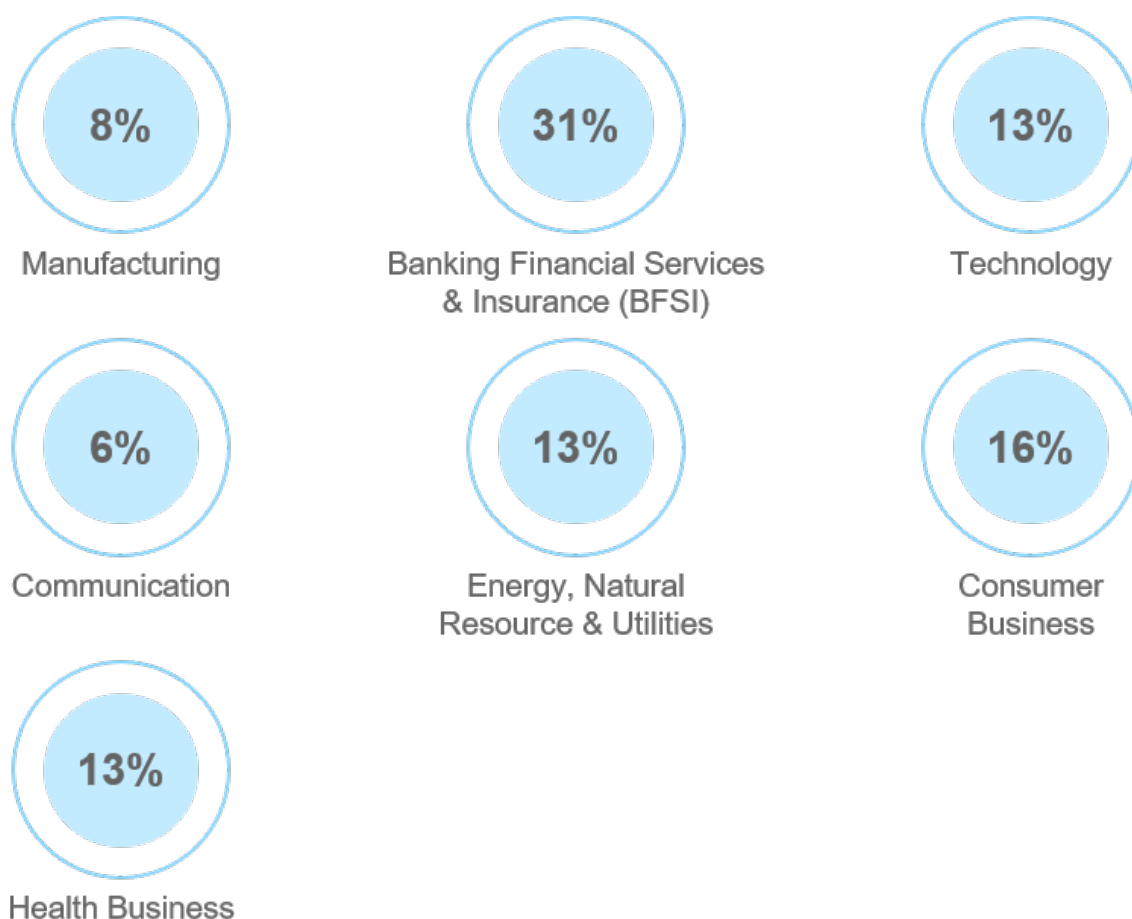 8%
31%
13%
Manufacturing
Banking Financial Services
& Insurance (BFSI)
Technology
6%
13%
16%
Communication
Energy, Natural
Resource & Utilities
Consumer
Business
13%
Health Business